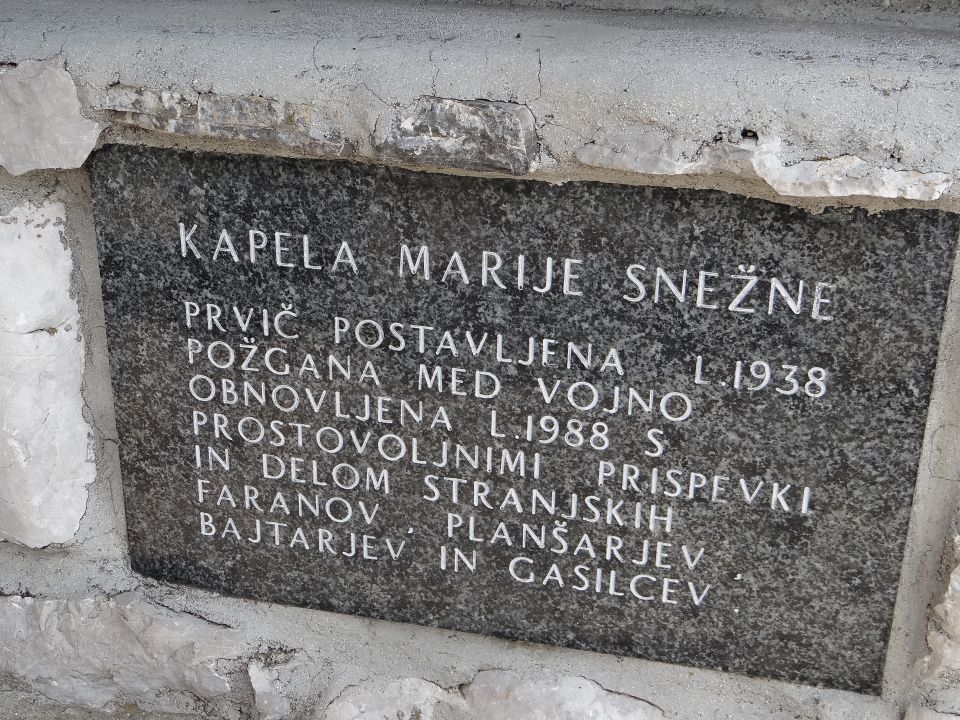 KAPELA MARIJE SNEŽNE
PRVIČ POSTAVLJENA L.1938
POŽGANA MED VOJNO
OBNOVLJENA L.1988 S
PROSTOVOLJNIMI PRISPEVKI
IN DELOM STRANJSKIH
FARANOV, PLANŠARJEV,
BAJTARJEV IN GASILCEV